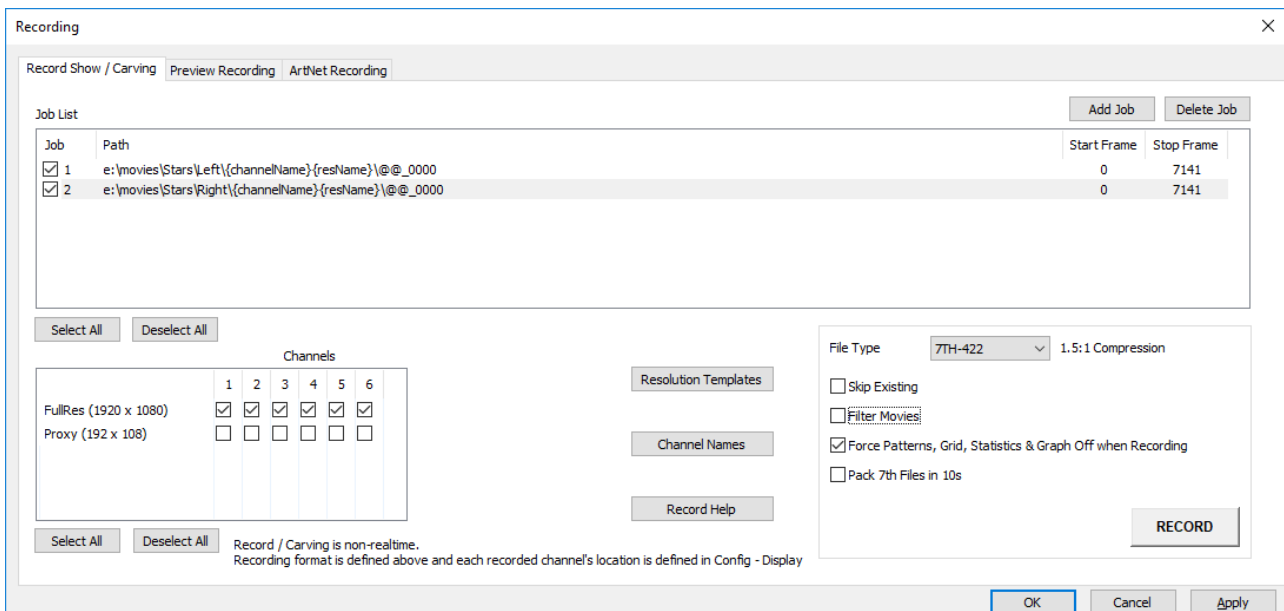 Recording
Record Show / Carving Preview Recording ArtNet Recording
Job List
Add Job Delete Job
Job Path Start Frame Stop Frame
1 e:\movies\Stars\Left\{channelName}{resName}\@@_0000 0 7141
2 e:\movies\Stars\Right\{channelName}{resName}\@@_0000 0 7141
Select All Deselect All
Channels
1 2 3 4 5 6
FullRes (1920 x 1080)
Proxy (192 x 108)
Select All Deselect All
Resolution Templates
Channel Names
Record Help
Record / Carving is non-realtime.
Recording format is defined above and each recorded channel's location is defined in Config - Display
File Type 7TH-422 1.5:1 Compression
Skip Existing
Filter Movies
Force Patterns, Grid, Statistics & Graph Off when Recording
Pack 7th Files in 10s
RECORD
OK Cancel Apply